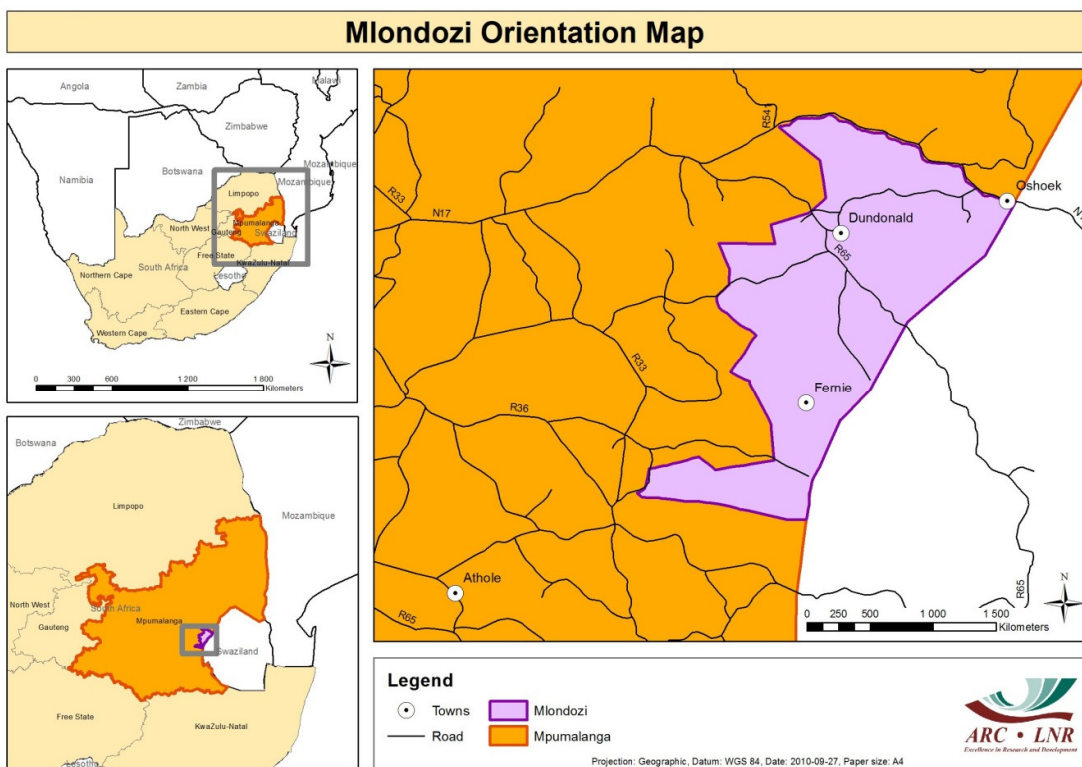 Mlondozi Orientation Map
Angola
Zambia
Malawi
Zimbabwe
Mozambique
Namibia
Botswana
Mozambique
Limpopo
Mpumalanga
North West
Gauteng
Swaziland
South Africa
Free State
KwaZulu-Natal
Lesotho
Northern Cape
Eastern Cape
Western Cape
N
0 300 600 1 200 1 800
Kilometers
Zimbabwe
Botswana
Limpopo
Mozambique
North West
South Africa
Gauteng
Mpumalanga
Swaziland
Free State
KwaZulu-Natal
Lesotho
R541
R33
N17
Oshoek
Dundonald
R65
R33
Fernie
R36
Athole
R65
R65
N
0 250 500 1 000 1 500
Kilometers
Legend
Towns
Mlondozi
Road
Mpumalanga
ARC • LNR
Excellence in Research and Development
Projection: Geographic, Datum: WGS 84, Date: 2010-09-27, Paper size: A4